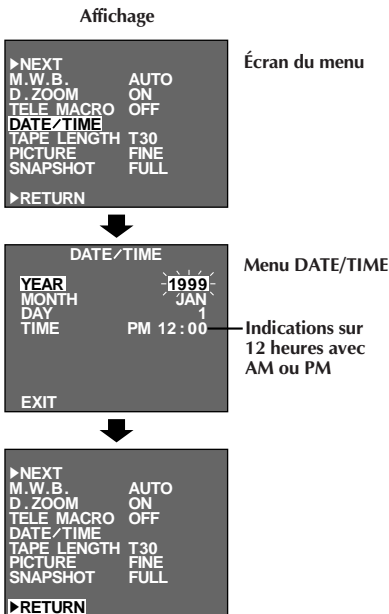 Affichage
▶NEXT
M.W.B. AUTO
D.ZOOM ON
TELE MACRO OFF
DATE/TIME
TAPE LENGTH T30
PICTURE FINE
SNAPSHOT FULL
▶RETURN
Écran du menu
DATE/TIME
YEAR 1999
MONTH JAN
DAY 1
TIME PM 12:00
EXIT
Menu DATE/TIME
Indications sur
12 heures avec
AM ou PM
▶NEXT
M.W.B. AUTO
D.ZOOM ON
TELE MACRO OFF
DATE/TIME
TAPE LENGTH T30
PICTURE FINE
SNAPSHOT FULL
▶RETURN